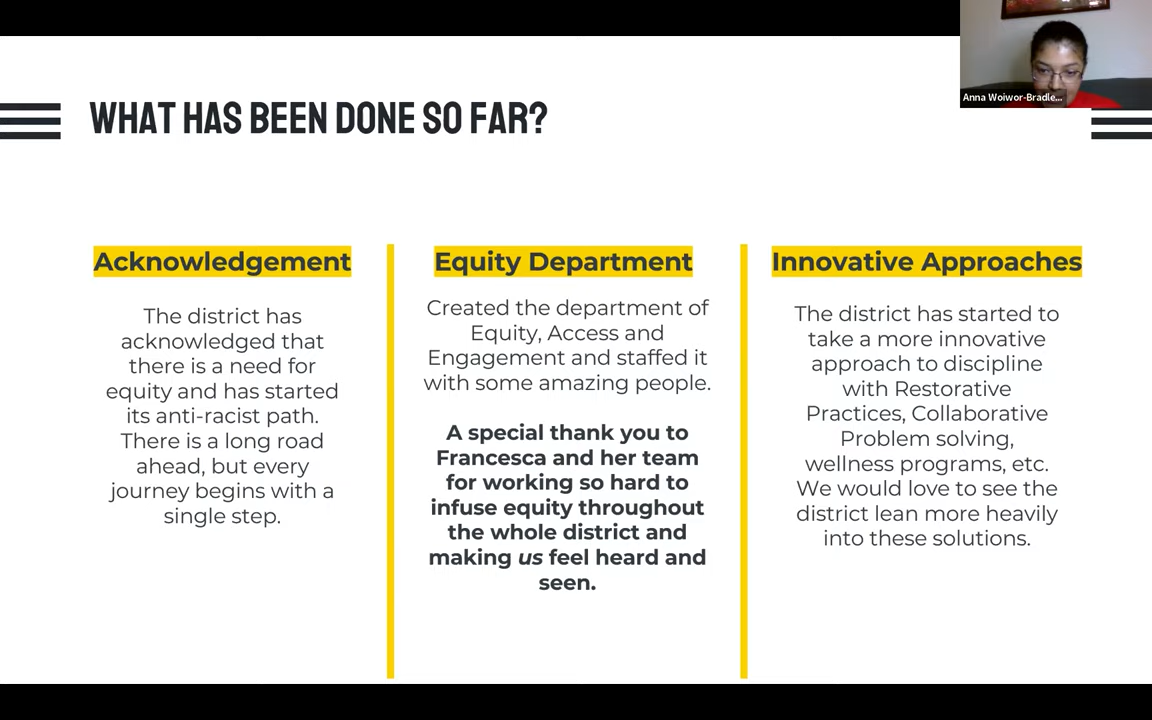 Anna Woiwor-Bradle...
WHAT HAS BEEN DONE SO FAR?
Acknowledgement
The district has
acknowledged that
there is a need for
equity and has started
its anti-racist path.
There is a long road
ahead, but every
journey begins with a
single step.
Equity Department
Created the department of
Equity, Access and
Engagement and staffed it
with some amazing people.
A special thank you to
Francesca and her team
for working so hard to
infuse equity throughout
the whole district and
making us feel heard and
seen.
Innovative Approaches
The district has started to
take a more innovative
approach to discipline
with Restorative
Practices, Collaborative
Problem solving,
wellness programs, etc.
We would love to see the
district lean more heavily
into these solutions.